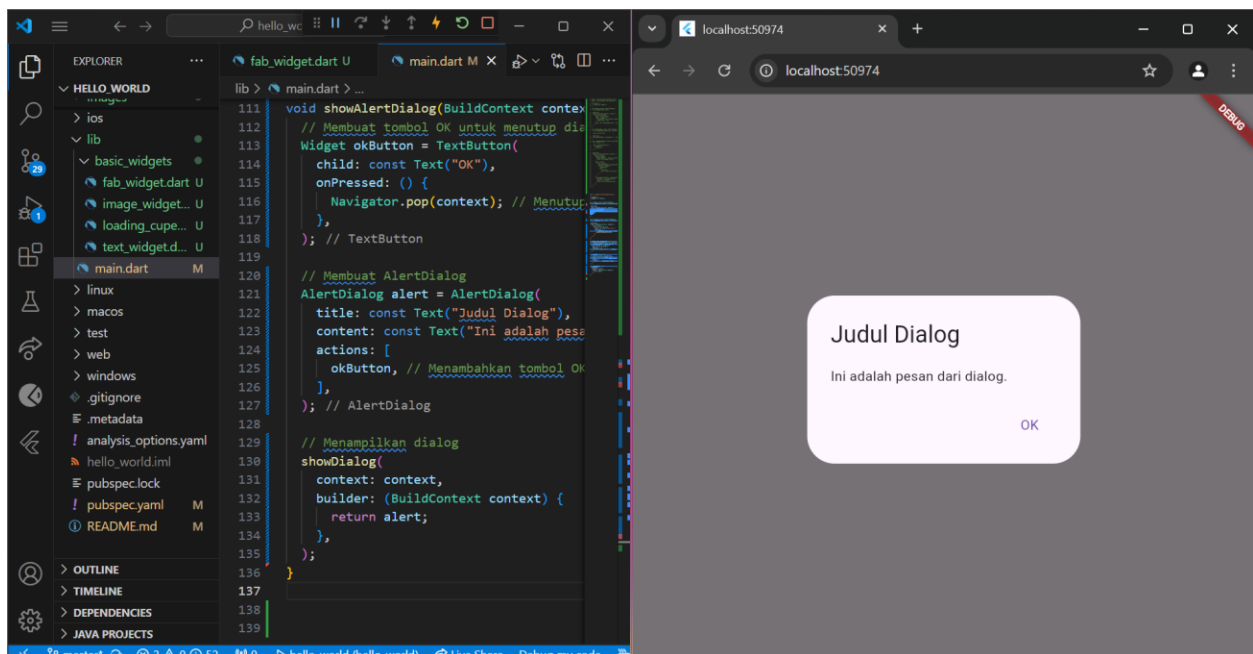 hello_wc
EXPLORER
HELLO_WORLD
images
ios
lib
basic_widgets
fab_widget.dart U
image_widget... U
loading_cupe... U
text_widget.d... U
main.dart M
linux
macos
test
web
windows
.gitignore
.metadata
analysis_options.yaml
hello_world.iml
pubspec.lock
pubspec.yaml M
README.md M
OUTLINE
TIMELINE
DEPENDENCIES
JAVA PROJECTS
29
1
fab_widget.dart U
main.dart M
lib > main.dart > ...
111 void showAlertDialog(BuildContext contex
112 // Membuat tombol OK untuk menutup dia
113 Widget okButton = TextButton(
114 child: const Text("OK"),
115 onPressed: () {
116 Navigator.pop(context); // Menutup
117 },
118 ); // TextButton
119
120 // Membuat AlertDialog
121 AlertDialog alert = AlertDialog(
122 title: const Text("Judul Dialog"),
123 content: const Text("Ini adalah pesa
124 actions: [
125 okButton, // Menambahkan tombol OK
126 ],
127 ); // AlertDialog
128
129 // Menampilkan dialog
130 showDialog(
131 context: context,
132 builder: (BuildContext context) {
133 return alert;
134 },
135 );
136 }
137
138
139
localhost:50974
localhost:50974
DEBUG
Judul Dialog
Ini adalah pesan dari dialog.
OK